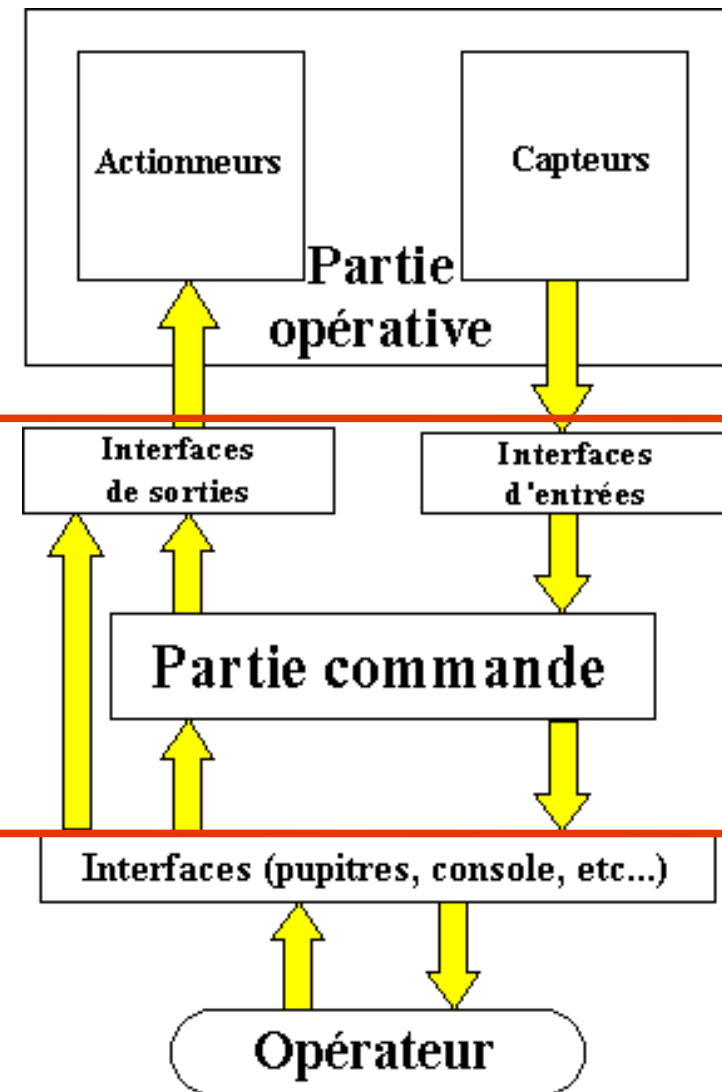 Actionneurs
Capteurs
Partie
opérative
Interfaces
de sorties
Interfaces
d'entrées
Partie commande
Interfaces (pupitres, console, etc...)
Opérateur